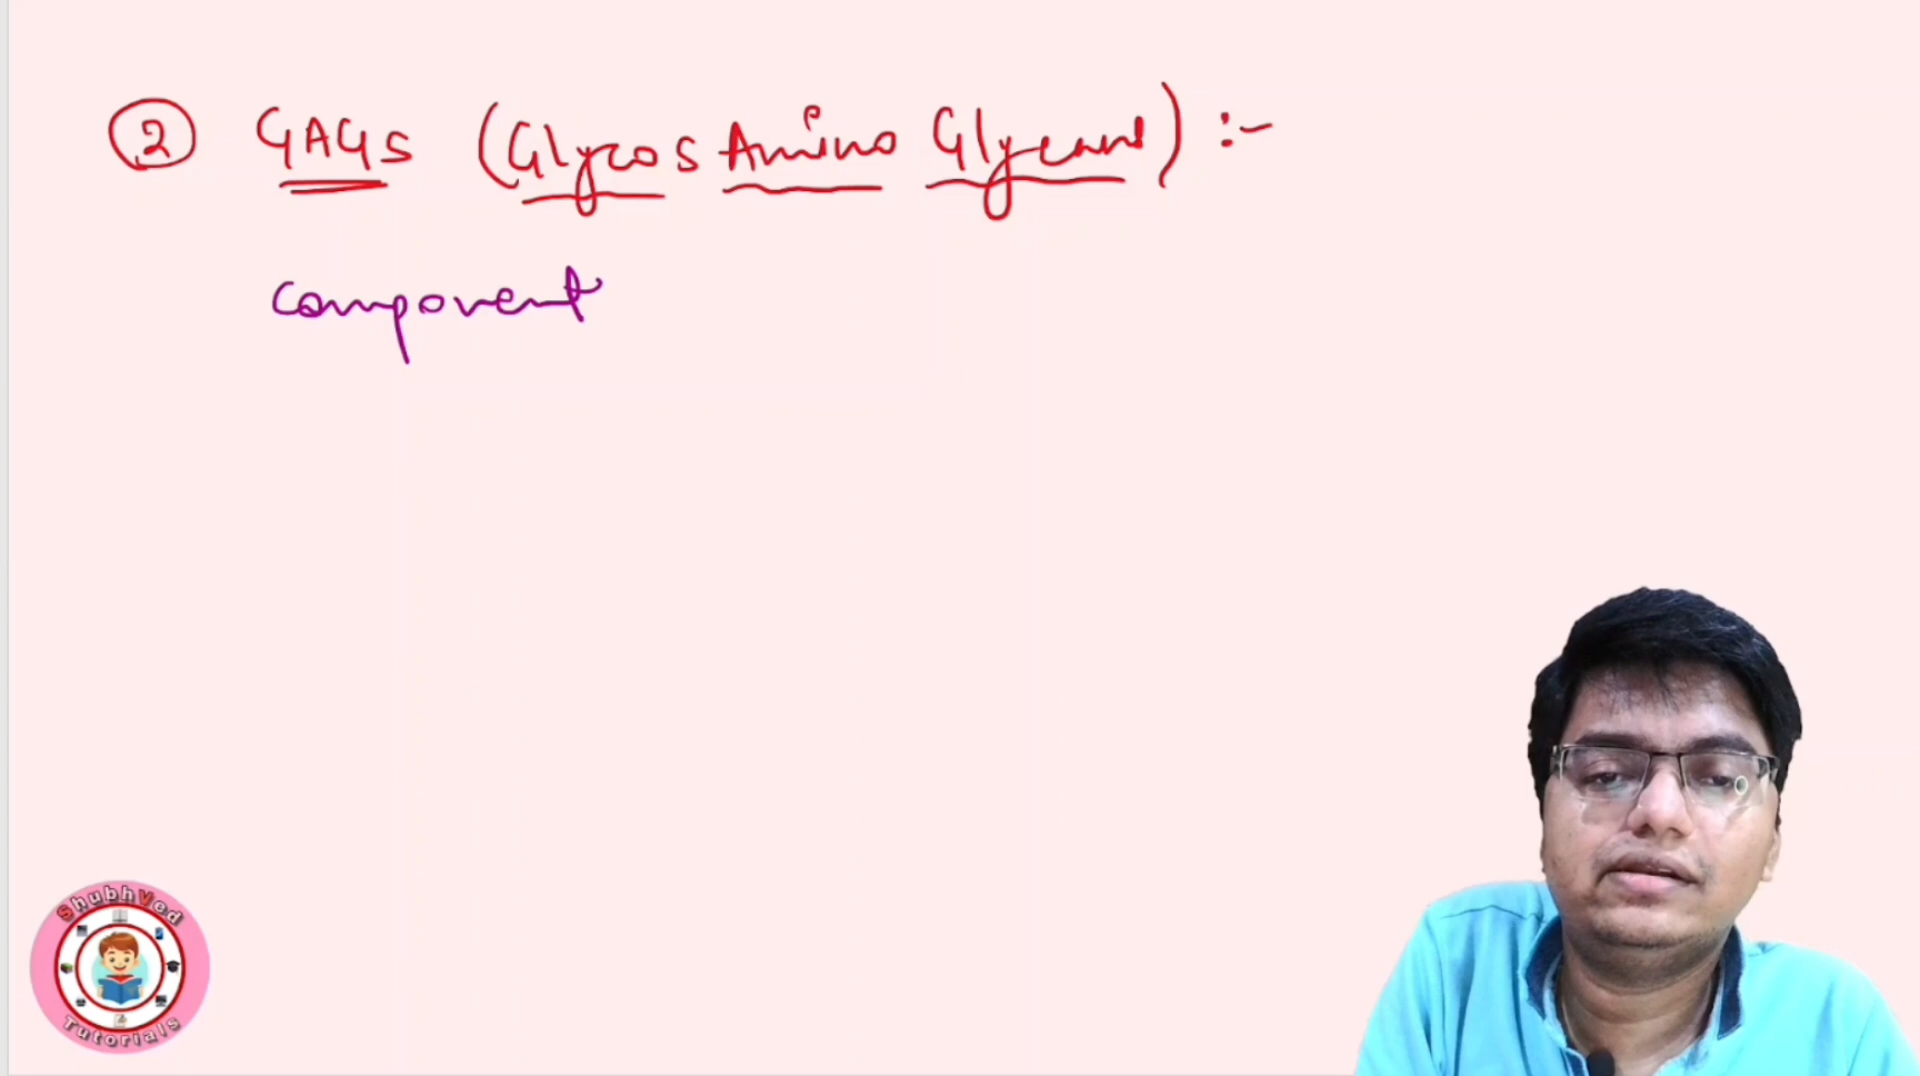 2 GAGs (Glycos Amino Glycans) :-
component
ShubhVed
Tutorials